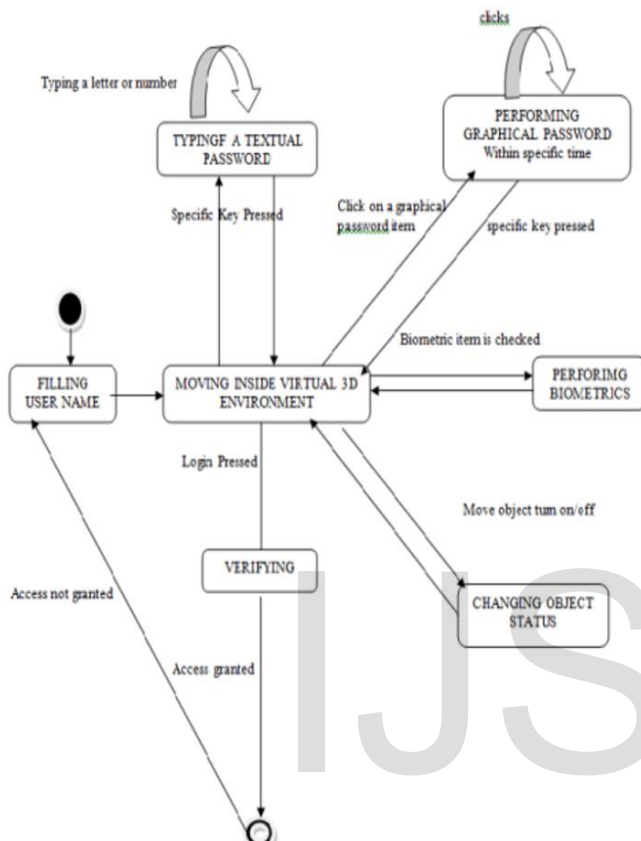 clicks
Typing a letter or number
TYPINGF A TEXTUAL
PASSWORD
PERFORMING
GRAPHICAL PASSWORD
Within specific time
Specific Key Pressed
Click on a graphical
password item
specific key pressed
Biometric item is checked
FILLING
USER NAME
MOVING INSIDE VIRTUAL 3D
ENVIRONMENT
PERFORIMG
BIOMETRICS
Login Pressed
Move object turn on/off
VERIFYING
Access not granted
CHANGING OBJECT
STATUS
Access granted
IJS